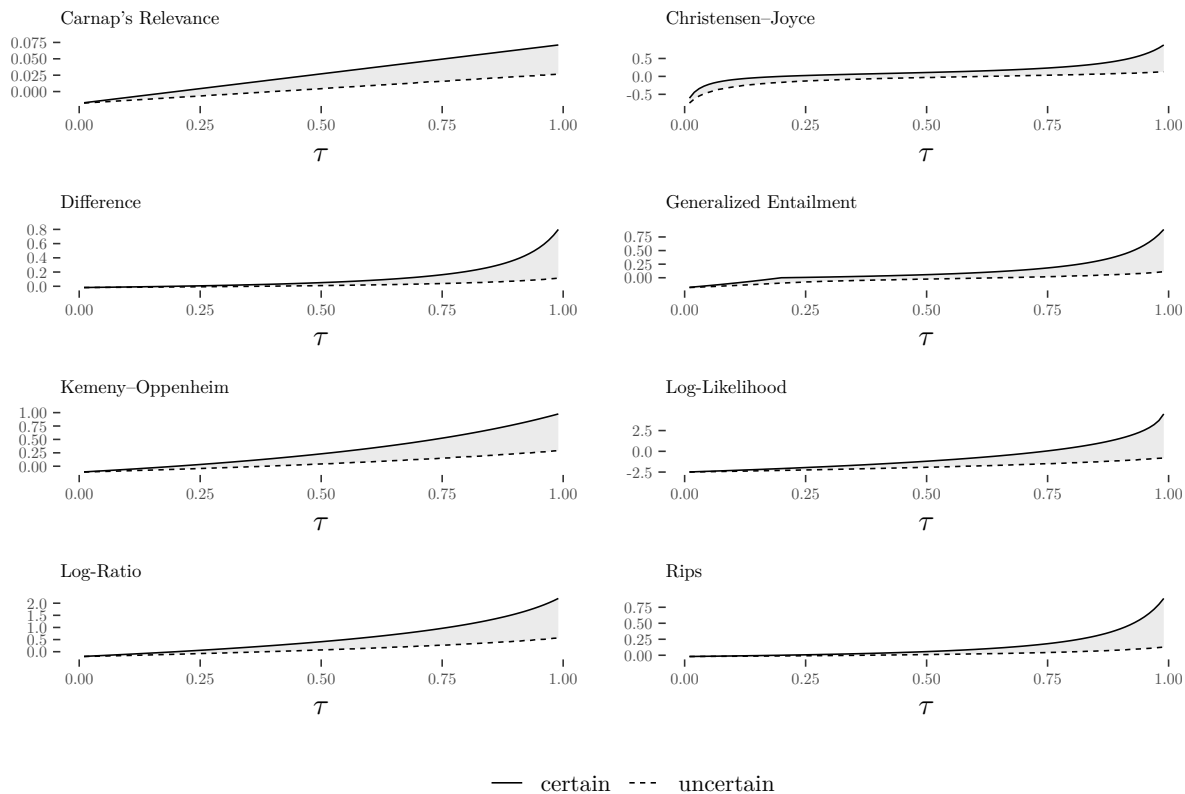 Carnap's Relevance
0.075
0.050
0.025
0.000
0.00 0.25 0.50 0.75 1.00
τ
Christensen–Joyce
0.5
0.0
-0.5
0.00 0.25 0.50 0.75 1.00
τ
Difference
0.8
0.6
0.4
0.2
0.0
0.00 0.25 0.50 0.75 1.00
τ
Generalized Entailment
0.75
0.50
0.25
0.00
0.00 0.25 0.50 0.75 1.00
τ
Kemeny–Oppenheim
1.00
0.75
0.50
0.25
0.00
0.00 0.25 0.50 0.75 1.00
τ
Log-Likelihood
2.5
0.0
-2.5
0.00 0.25 0.50 0.75 1.00
τ
Log-Ratio
2.0
1.5
1.0
0.5
0.0
0.00 0.25 0.50 0.75 1.00
τ
Rips
0.75
0.50
0.25
0.00
0.00 0.25 0.50 0.75 1.00
τ
certain uncertain